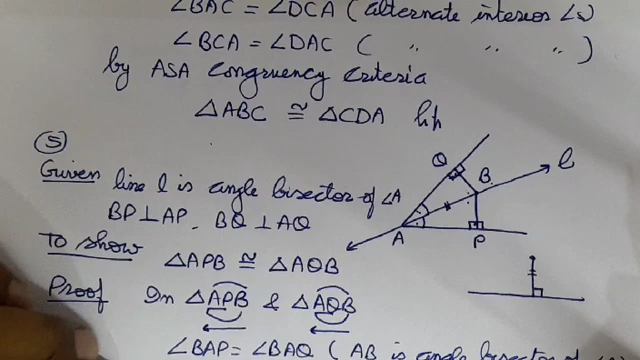 ∠BAC = ∠DCA (alternate interior ∠s)
∠BCA = ∠DAC ( " " " )
by ASA Congruency Criteria
△ABC ≅ △CDA
(5)
Given line l is angle bisector of ∠A
BP⊥AP, BQ⊥AQ
To show
△APB ≅ △AQB
Proof In △APB & △AQB
∠BAP = ∠BAQ (AB is angle bisector of
Q
B
l
A
P